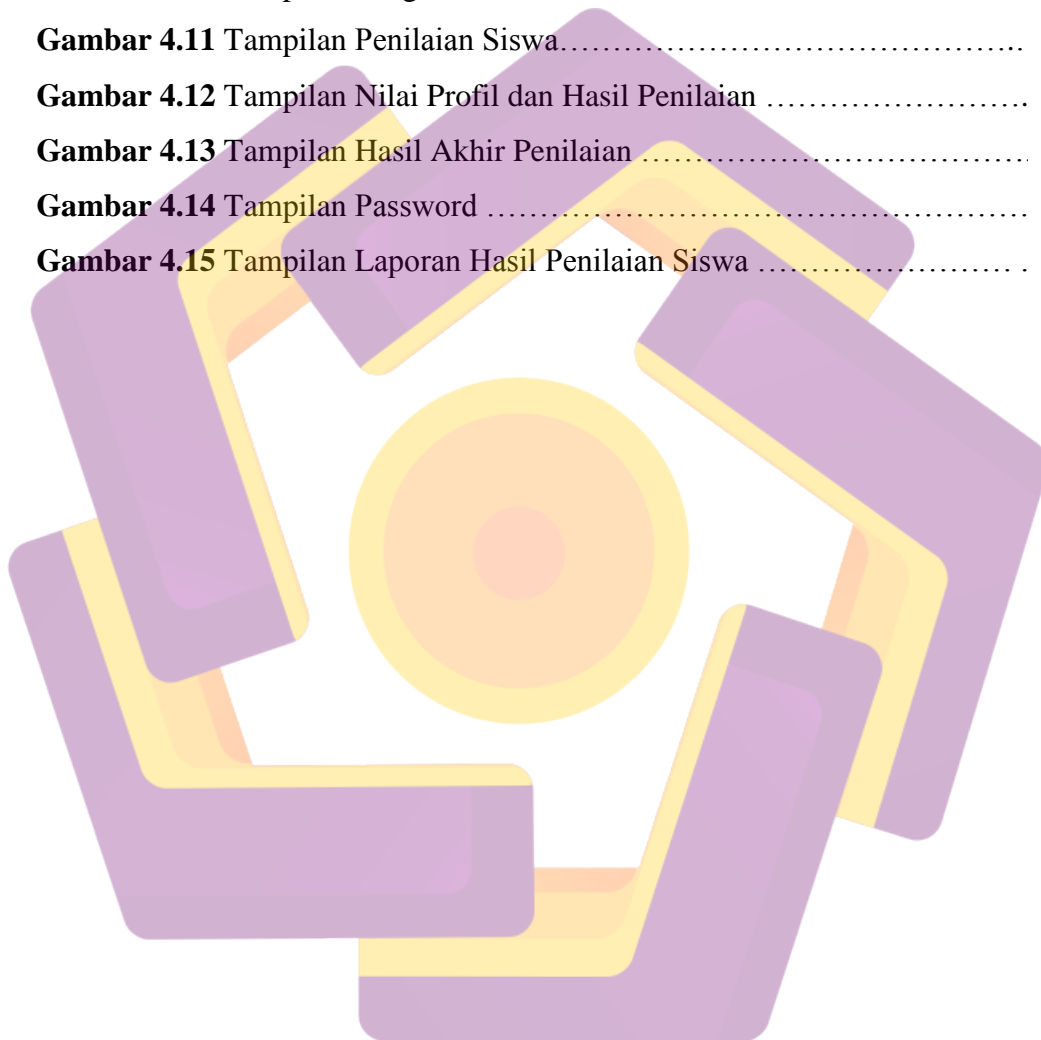 Gambar 4.11 Tampilan Penilaian Siswa…………………………………….. 
Gambar 4.12 Tampilan Nilai Profil dan Hasil Penilaian ……………………..
Gambar 4.13 Tampilan Hasil Akhir Penilaian ……………………………….
Gambar 4.14 Tampilan Password ……………………………………………
Gambar 4.15 Tampilan Laporan Hasil Penilaian Siswa …………………… .